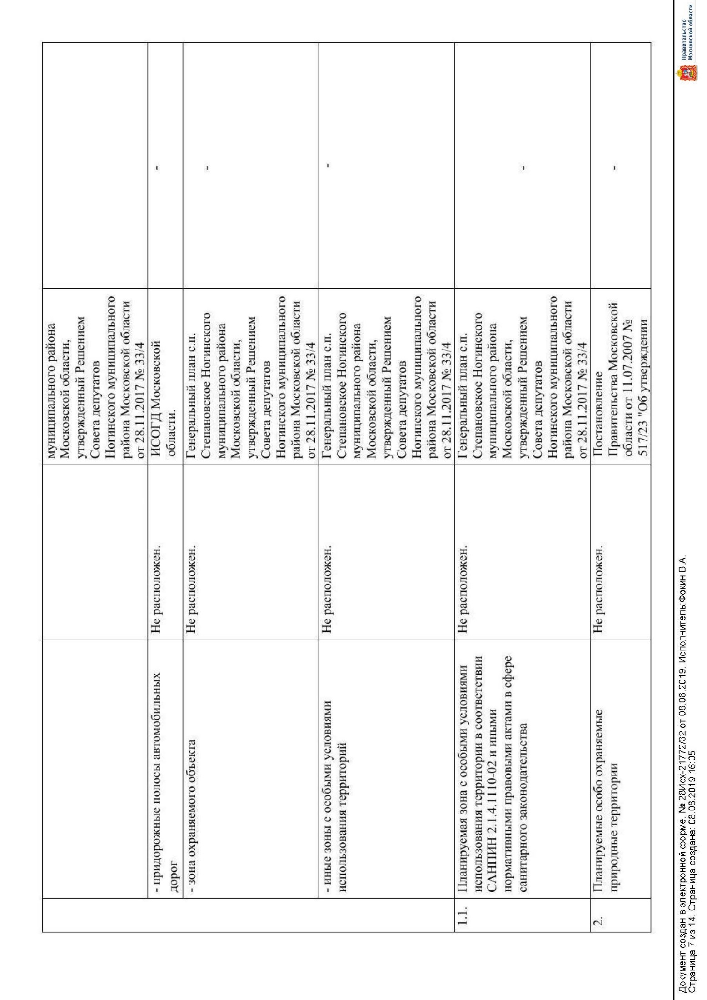 муниципального района
Московской области,
утвержденный Решением
Совета депутатов
Ногинского муниципального
района Московской области
от 28.11.2017 № 33/4
- придорожные полосы автомобильных
дорог
Не расположен.
ИСОГД Московской
области.
-
- зона охраняемого объекта
Не расположен.
Генеральный план с.п.
Степановское Ногинского
муниципального района
Московской области,
утвержденный Решением
Совета депутатов
Ногинского муниципального
района Московской области
от 28.11.2017 № 33/4
-
- иные зоны с особыми условиями
использования территорий
Не расположен.
Генеральный план с.п.
Степановское Ногинского
муниципального района
Московской области,
утвержденный Решением
Совета депутатов
Ногинского муниципального
района Московской области
от 28.11.2017 № 33/4
-
1.1.
Планируемая зона с особыми условиями
использования территории в соответствии
САНПИН 2.1.4.1110-02 и иными
нормативными правовыми актами в сфере
санитарного законодательства
Не расположен.
Генеральный план с.п.
Степановское Ногинского
муниципального района
Московской области,
утвержденный Решением
Совета депутатов
Ногинского муниципального
района Московской области
от 28.11.2017 № 33/4
-
2.
Планируемые особо охраняемые
природные территории
Не расположен.
Постановление
Правительства Московской
области от 11.07.2007 №
517/23 "Об утверждении
-
Документ создан в электронной форме. № 28Исх-21772/32 от 08.08.2019. Исполнитель:Фокин В.А.
Страница 7 из 14. Страница создана: 08.08.2019 16:05
Правительство
Московской области